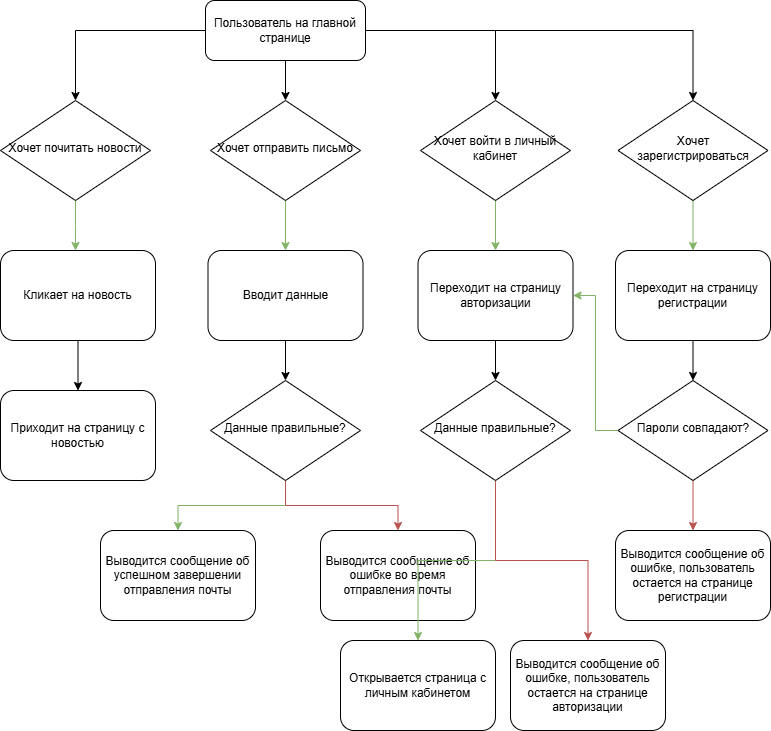 Пользователь на главной
странице
Хочет почитать новости
Хочет отправить письмо
Хочет войти в личный
кабинет
Хочет
зарегистрироваться
Кликает на новость
Вводит данные
Переходит на страницу
авторизации
Переходит на страницу
регистрации
Приходит на страницу с
новостью
Данные правильные?
Данные правильные?
Пароли совпадают?
Выводится сообщение об
успешном завершении
отправления почты
Выводится сообщение об
ошибке во время
отправления почты
Выводится сообщение об
ошибке, пользователь
остается на странице
регистрации
Открывается страница с
личным кабинетом
Выводится сообщение об
ошибке, пользователь
остается на странице
авторизации